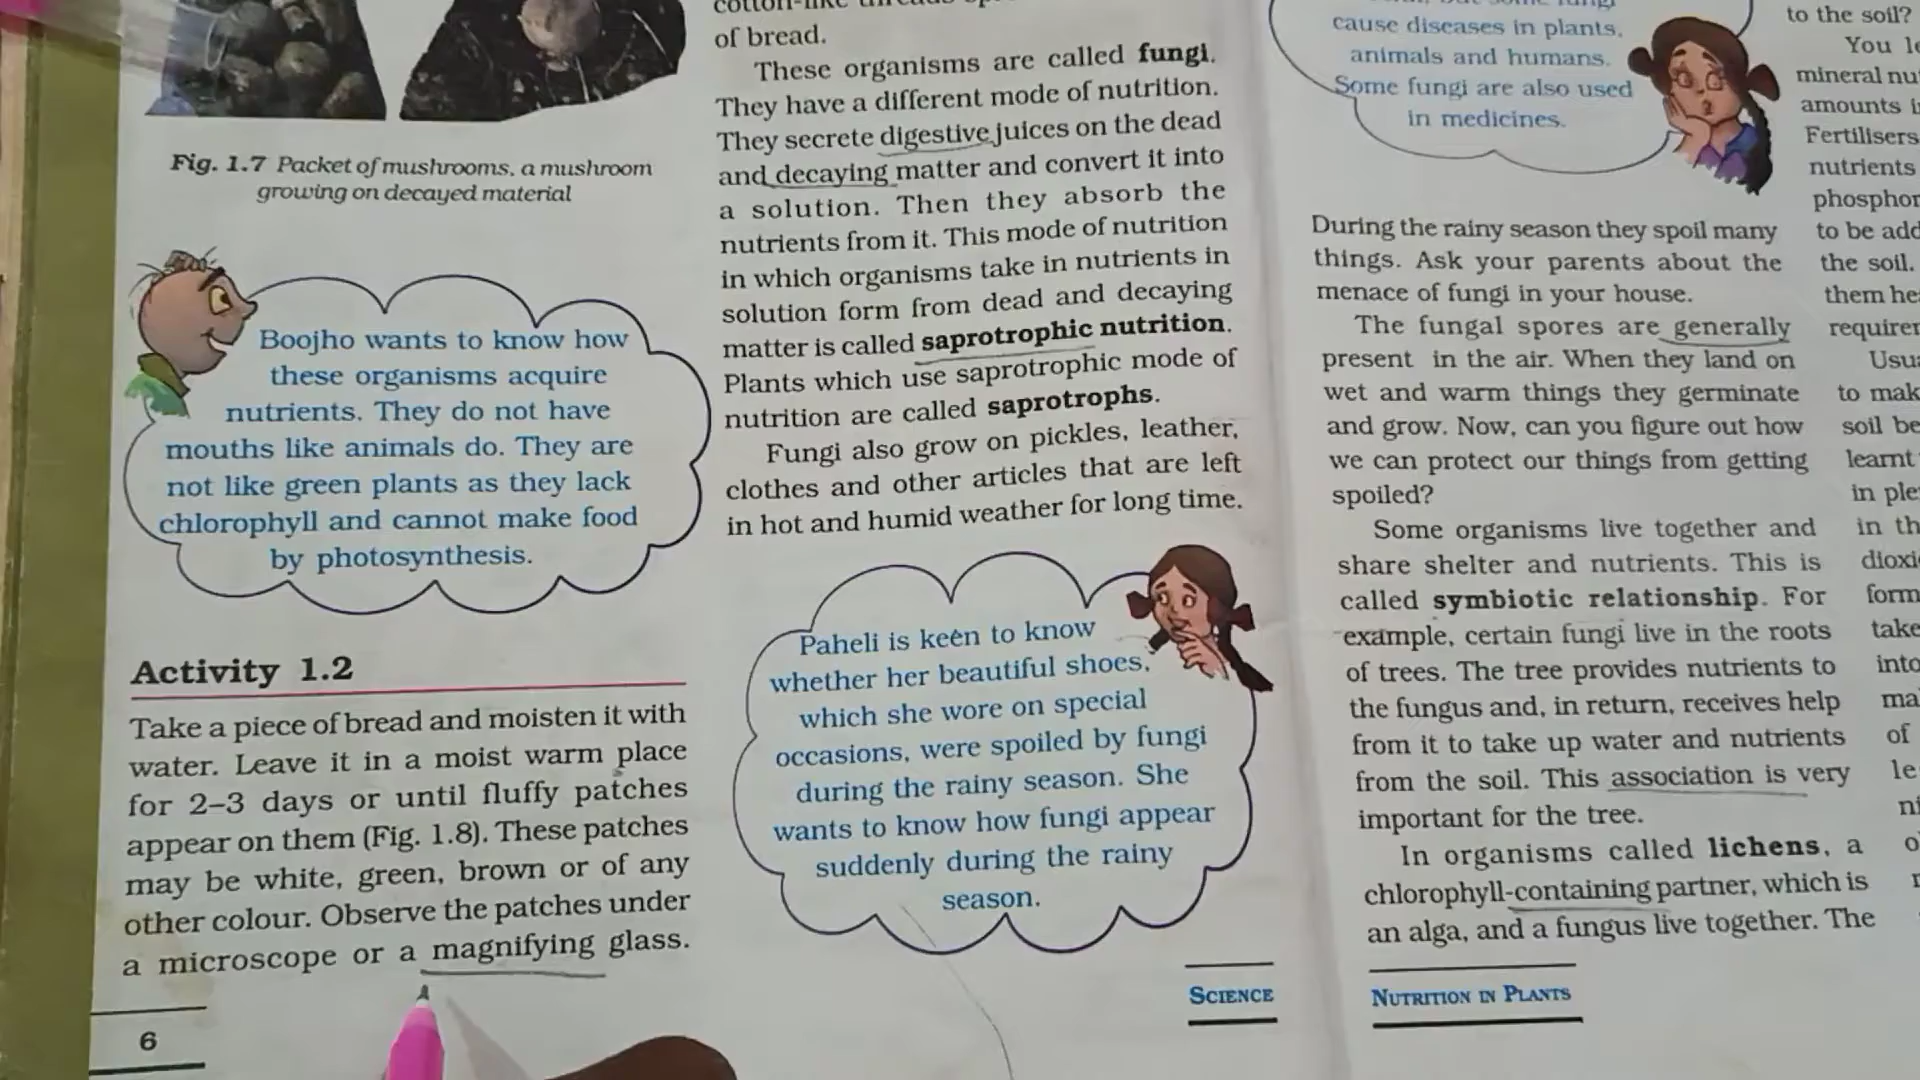 Fig. 1.7 Packet of mushrooms, a mushroom
growing on decayed material
Boojho wants to know how
these organisms acquire
nutrients. They do not have
mouths like animals do. They are
not like green plants as they lack
chlorophyll and cannot make food
by photosynthesis.
Activity 1.2
Take a piece of bread and moisten it with
water. Leave it in a moist warm place
for 2–3 days or until fluffy patches
appear on them (Fig. 1.8). These patches
may be white, green, brown or of any
other colour. Observe the patches under
a microscope or a magnifying glass.
6
of bread.
These organisms are called fungi.
They have a different mode of nutrition.
They secrete digestive juices on the dead
and decaying matter and convert it into
a solution. Then they absorb the
nutrients from it. This mode of nutrition
in which organisms take in nutrients in
solution form from dead and decaying
matter is called saprotrophic nutrition.
Plants which use saprotrophic mode of
nutrition are called saprotrophs.
Fungi also grow on pickles, leather,
clothes and other articles that are left
in hot and humid weather for long time.
Paheli is keen to know
whether her beautiful shoes,
which she wore on special
occasions, were spoiled by fungi
during the rainy season. She
wants to know how fungi appear
suddenly during the rainy
season.
SCIENCE
cause diseases in plants,
animals and humans.
Some fungi are also used
in medicines.
During the rainy season they spoil many
things. Ask your parents about the
menace of fungi in your house.
The fungal spores are generally
present in the air. When they land on
wet and warm things they germinate
and grow. Now, can you figure out how
we can protect our things from getting
spoiled?
Some organisms live together and
share shelter and nutrients. This is
called symbiotic relationship. For
example, certain fungi live in the roots
of trees. The tree provides nutrients to
the fungus and, in return, receives help
from it to take up water and nutrients
from the soil. This association is very
important for the tree.
In organisms called lichens, a
chlorophyll-containing partner, which is
an alga, and a fungus live together. The
NUTRITION IN PLANTS
to the soil?
You
mineral
amounts
Fertilisers
nutrients
to be
the soil.
them
to
soil
learnt
in
in
form
take
into
of